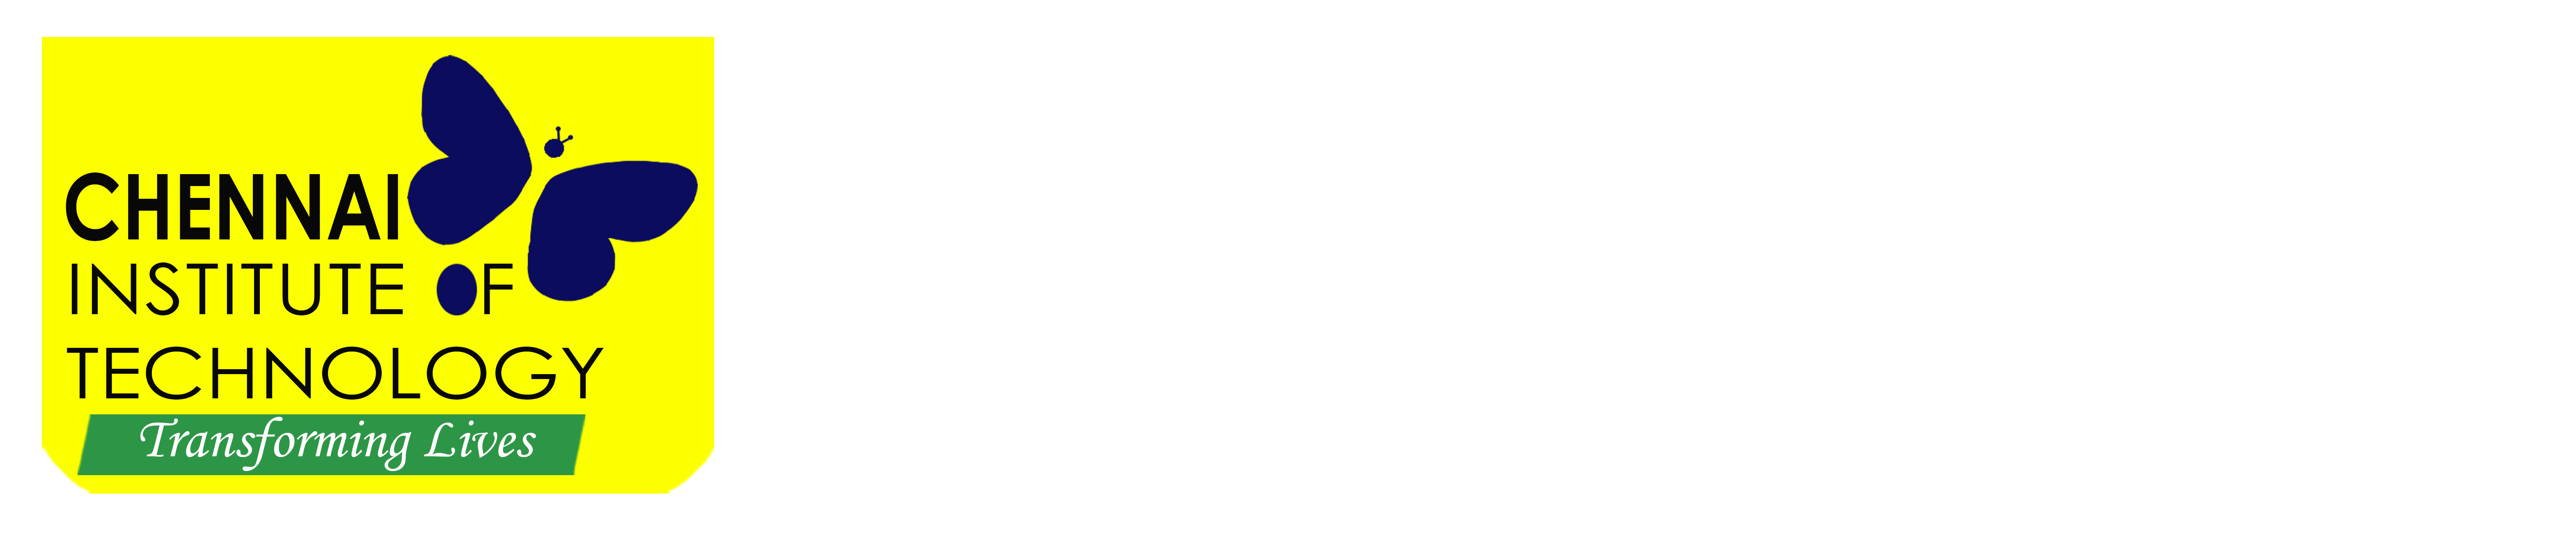 CHENNAI
INSTITUTE OF
TECHNOLOGY
Transforming Lives